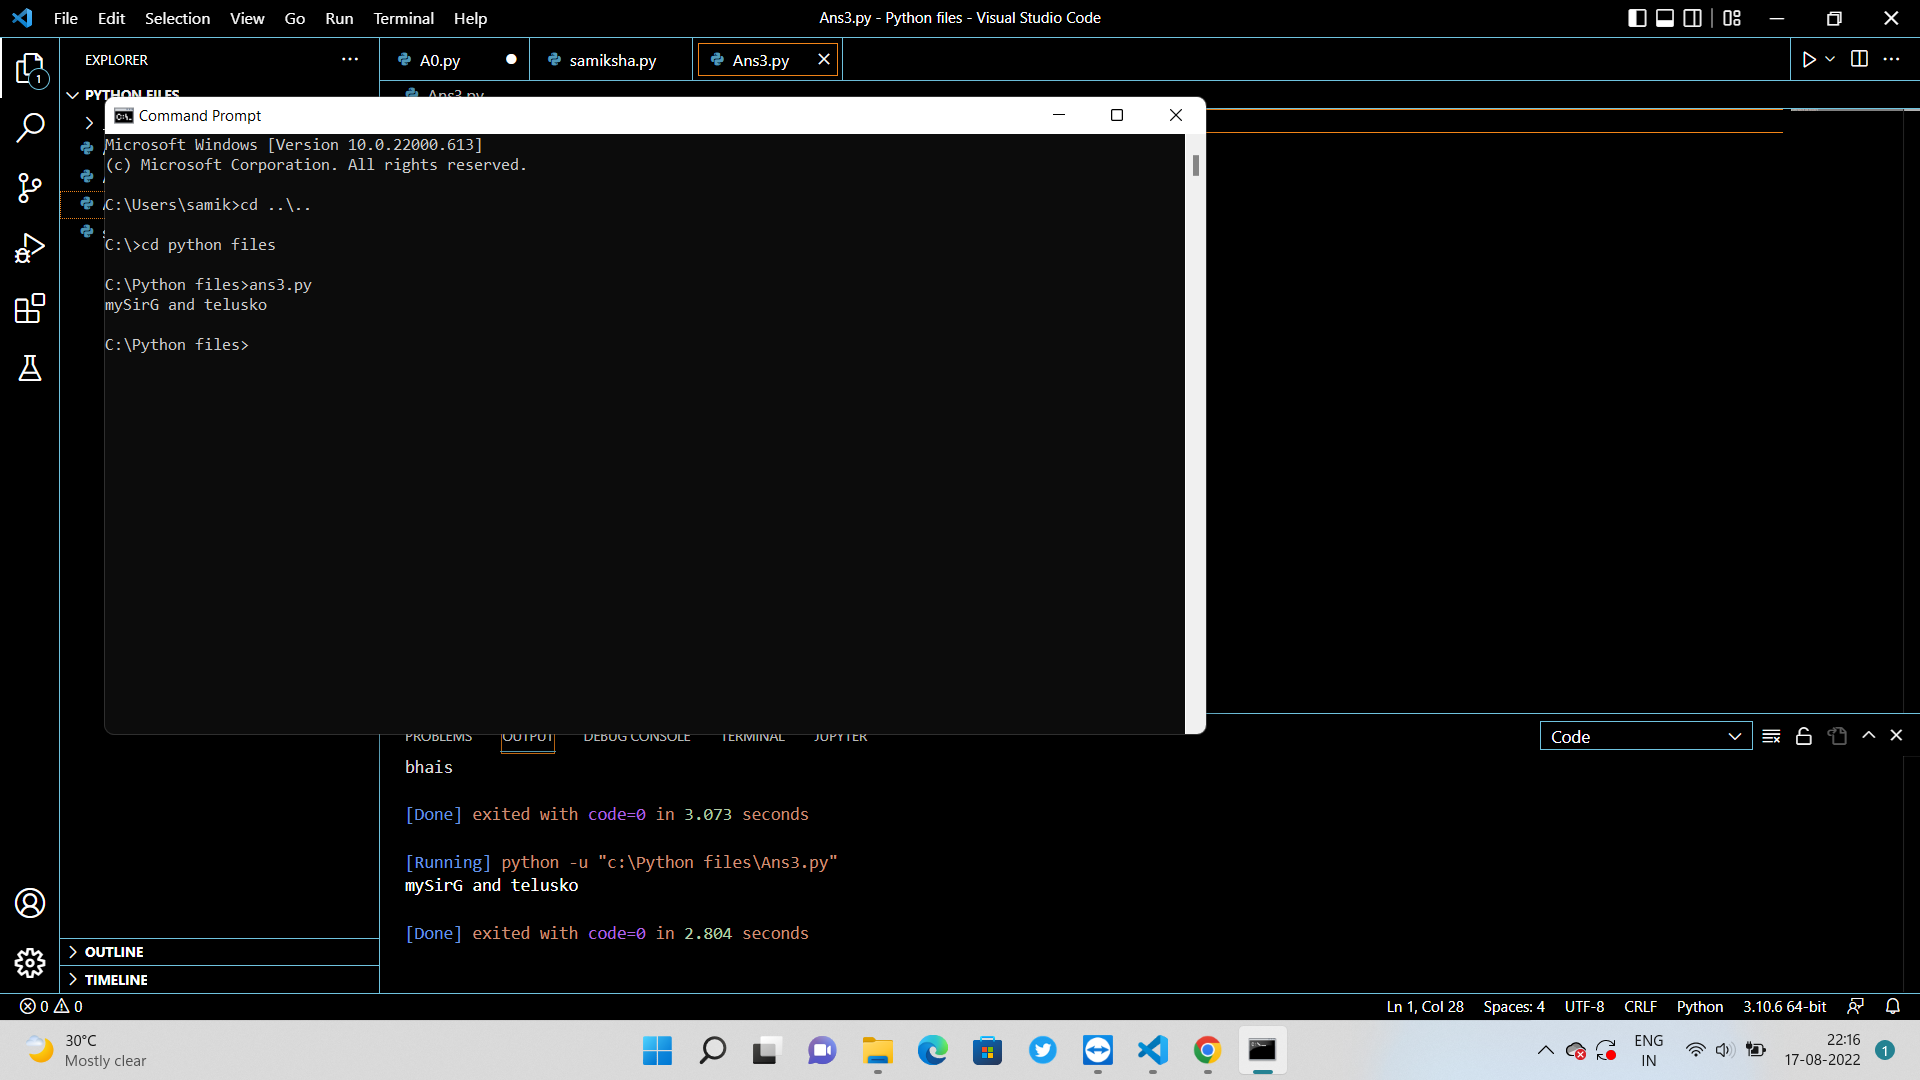 File Edit Selection View Go Run Terminal Help
Ans3.py - Python files - Visual Studio Code
EXPLORER
A0.py
samiksha.py
Ans3.py
PYTHON FILES
Ans3.py
1
Command Prompt
Microsoft Windows [Version 10.0.22000.613]
(c) Microsoft Corporation. All rights reserved.
C:\Users\samik>cd ..\..
C:\>cd python files
C:\Python files>ans3.py
mySirG and telusko
C:\Python files>
PROBLEMS OUTPUT DEBUG CONSOLE TERMINAL JUPYTER
Code
bhais
[Done] exited with code=0 in 3.073 seconds
[Running] python -u "c:\Python files\Ans3.py"
mySirG and telusko
[Done] exited with code=0 in 2.804 seconds
OUTLINE
TIMELINE
0 0
Ln 1, Col 28 Spaces: 4 UTF-8 CRLF Python 3.10.6 64-bit
30°C
Mostly clear
ENG
IN
22:16
17-08-2022
1